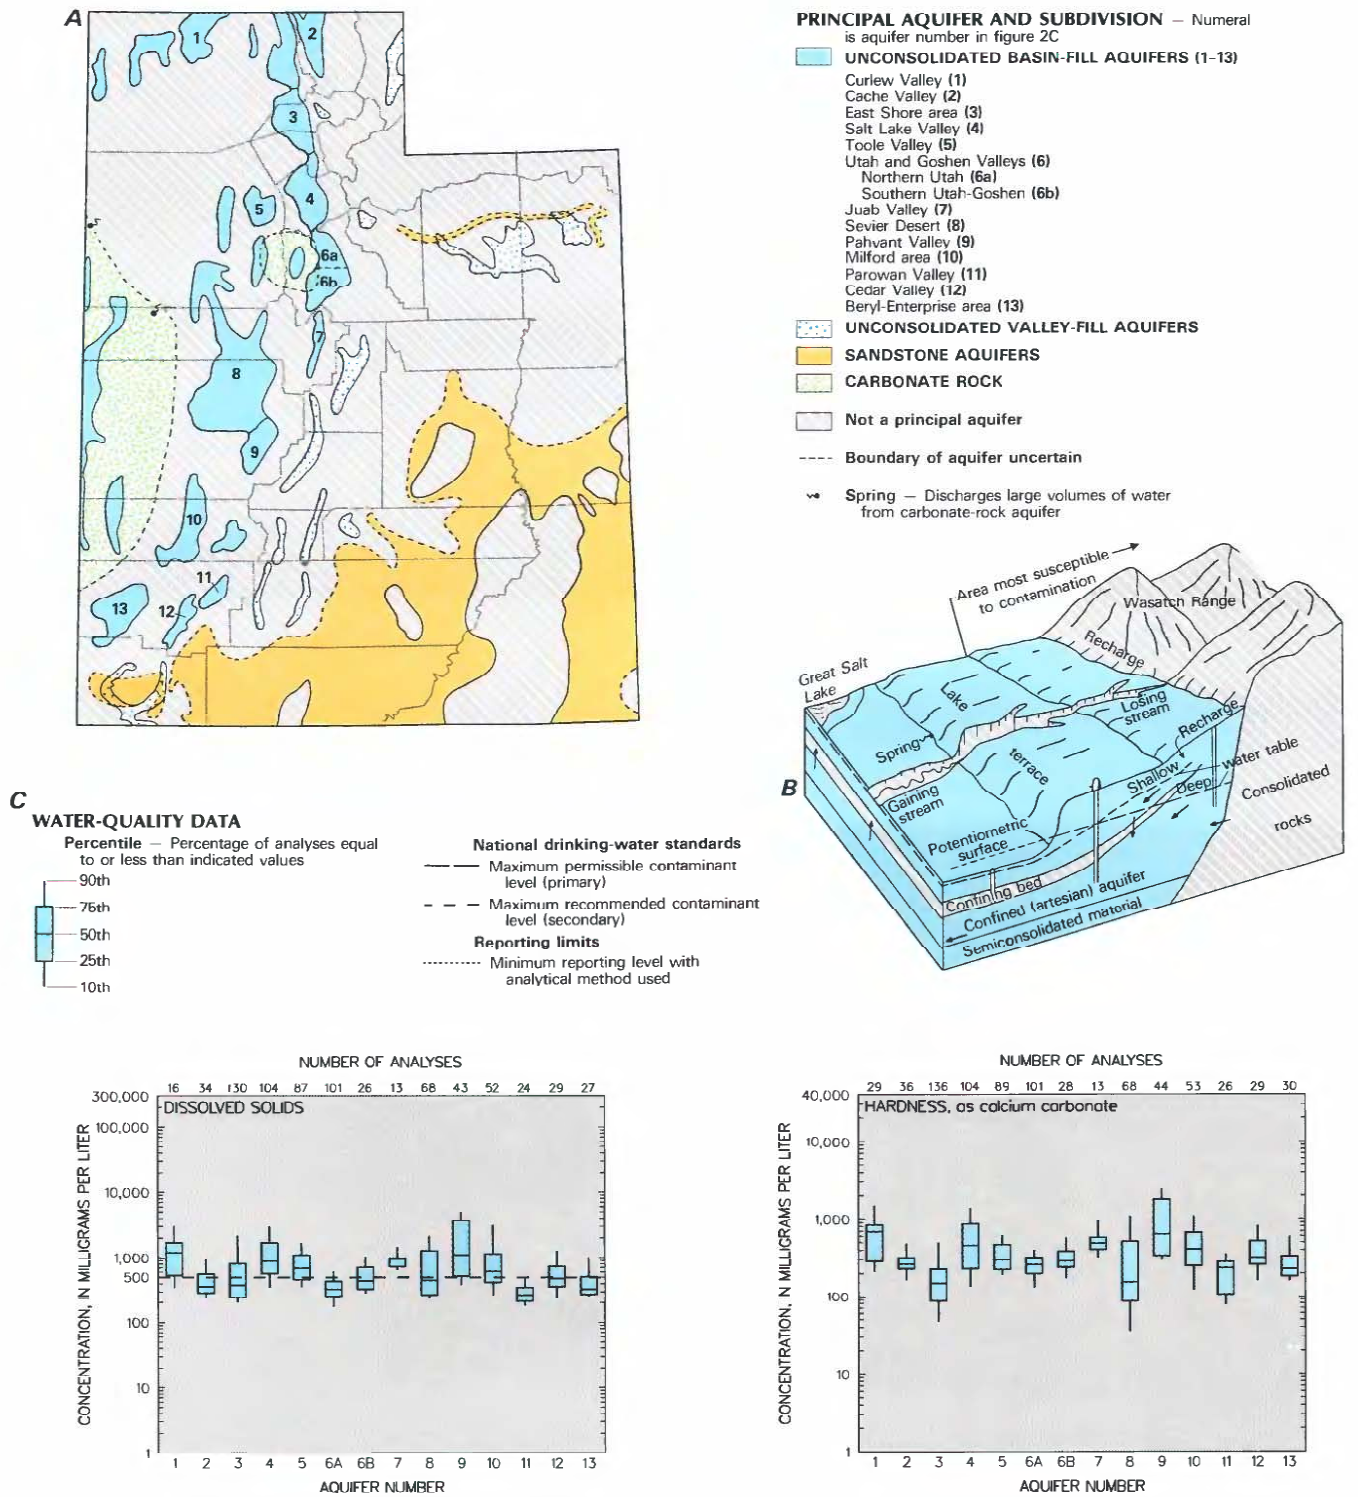 A
1
2
3
4
5
6a
6b
7
8
9
10
11
12
13
PRINCIPAL AQUIFER AND SUBDIVISION — Numeral
is aquifer number in figure 2C
UNCONSOLIDATED BASIN-FILL AQUIFERS (1-13)
Curlew Valley (1)
Cache Valley (2)
East Shore area (3)
Salt Lake Valley (4)
Toole Valley (5)
Utah and Goshen Valleys (6)
Northern Utah (6a)
Southern Utah-Goshen (6b)
Juab Valley (7)
Sevier Desert (8)
Pahvant Valley (9)
Milford area (10)
Parowan Valley (11)
Cedar Valley (12)
Beryl-Enterprise area (13)
UNCONSOLIDATED VALLEY-FILL AQUIFERS
SANDSTONE AQUIFERS
CARBONATE ROCK
Not a principal aquifer
Boundary of aquifer uncertain
Spring — Discharges large volumes of water
from carbonate-rock aquifer
B
Area most susceptible
to contamination
Wasatch Range
Recharge
Great Salt
Lake
Lake
terrace
Losing
stream
Recharge
Spring
Gaining
stream
Shallow
Deep
water table
Consolidated
rocks
Potentiometric
surface
Confining bed
Confined (artesian) aquifer
Semiconsolidated material
C
WATER-QUALITY DATA
Percentile — Percentage of analyses equal
to or less than indicated values
90th
75th
50th
25th
10th
National drinking-water standards
Maximum permissible contaminant
level (primary)
Maximum recommended contaminant
level (secondary)
Reporting limits
Minimum reporting level with
analytical method used
NUMBER OF ANALYSES
16 34 130 104 87 101 26 13 68 43 52 24 29 27
DISSOLVED SOLIDS
300,000
100,000
10,000
1,000
500
100
10
1
CONCENTRATION, IN MILLIGRAMS PER LITER
1 2 3 4 5 6A 6B 7 8 9 10 11 12 13
AQUIFER NUMBER
NUMBER OF ANALYSES
29 36 136 104 89 101 28 13 68 44 53 26 29 30
HARDNESS, as calcium carbonate
40,000
10,000
1,000
100
10
1
CONCENTRATION, N MILLIGRAMS PER LITER
1 2 3 4 5 6A 6B 7 8 9 10 11 12 13
AQUIFER NUMBER